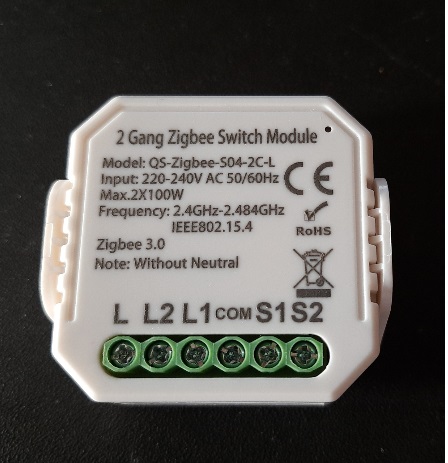 2 Gang Zigbee Switch Module
Model: QS-Zigbee-S04-2C-L
Input: 220-240V AC 50/60Hz
Max.2X100W
CE
Frequency: 2.4GHz-2.484GHz
IEEE802.15.4
RoHS
Zigbee 3.0
Note: Without Neutral
L L2 L1 COM S1 S2